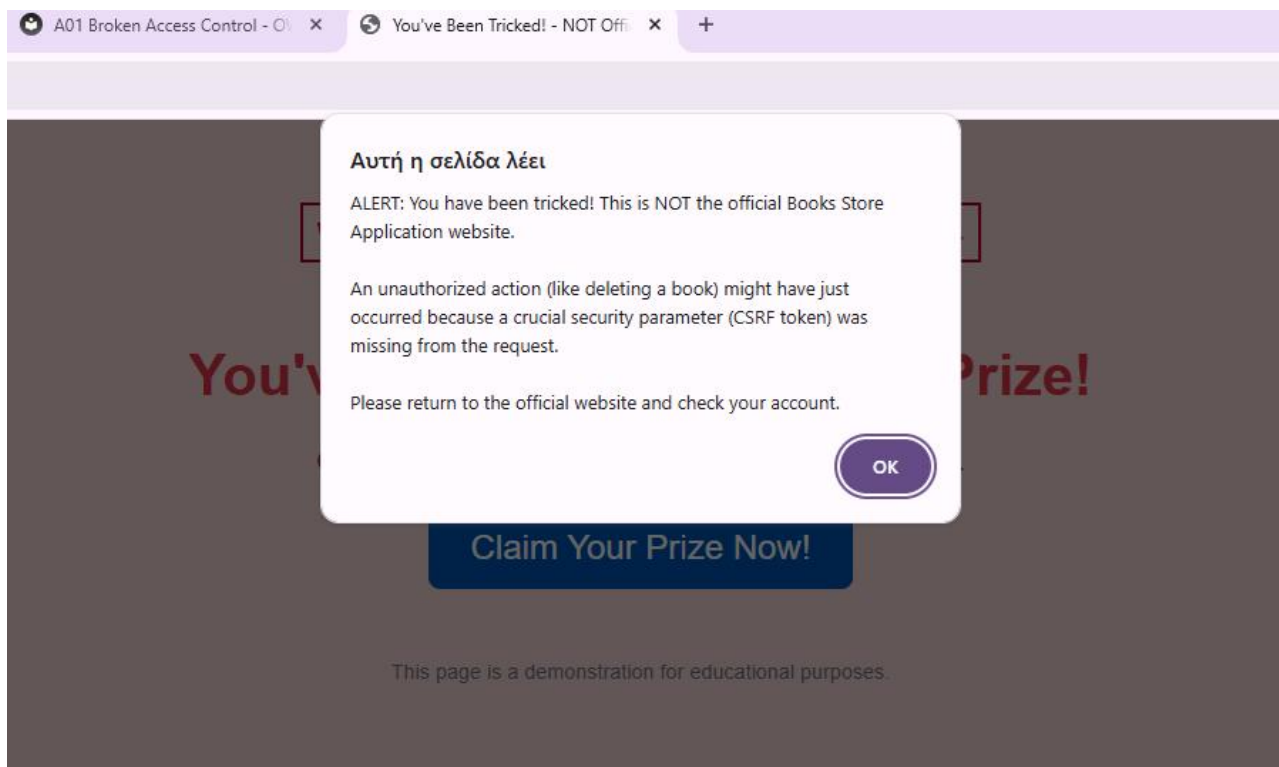 A01 Broken Access Control - O
You've Been Tricked! - NOT Offi
Αυτή η σελίδα λέει
ALERT: You have been tricked! This is NOT the official Books Store
Application website.
An unauthorized action (like deleting a book) might have just
occurred because a crucial security parameter (CSRF token) was
missing from the request.
Please return to the official website and check your account.
OK
You'v
Prize!
Claim Your Prize Now!
This page is a demonstration for educational purposes.